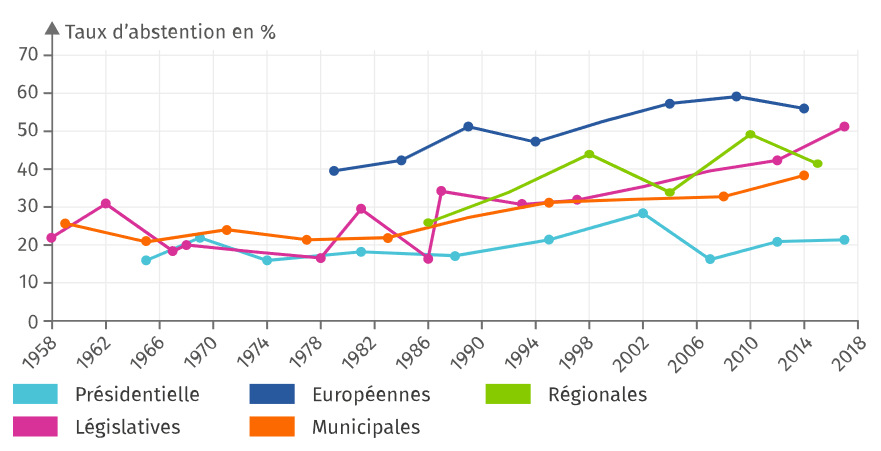 Taux d’abstention en %
70
60
50
40
30
20
10
0
1958 1962 1966 1970 1974 1978 1982 1986 1990 1994 1998 2002 2006 2010 2014 2018
Présidentielle Européennes Régionales
Législatives Municipales